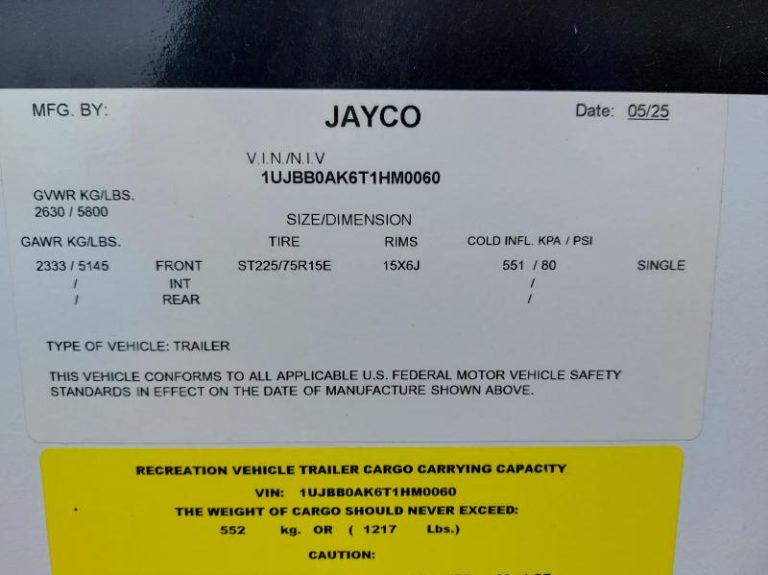 MFG. BY: JAYCO Date: 05/25
V.I.N./N.I.V
1UJBB0AK6T1HM0060
GVWR KG/LBS.
2630 / 5800
SIZE/DIMENSION
GAWR KG/LBS. TIRE RIMS COLD INFL. KPA / PSI
2333 / 5145 FRONT ST225/75R15E 15X6J 551 / 80 SINGLE
/ INT /
/ REAR /
TYPE OF VEHICLE: TRAILER
THIS VEHICLE CONFORMS TO ALL APPLICABLE U.S. FEDERAL MOTOR VEHICLE SAFETY
STANDARDS IN EFFECT ON THE DATE OF MANUFACTURE SHOWN ABOVE.
RECREATION VEHICLE TRAILER CARGO CARRYING CAPACITY
VIN: 1UJBB0AK6T1HM0060
THE WEIGHT OF CARGO SHOULD NEVER EXCEED:
552 kg. OR ( 1217 Lbs.)
CAUTION: